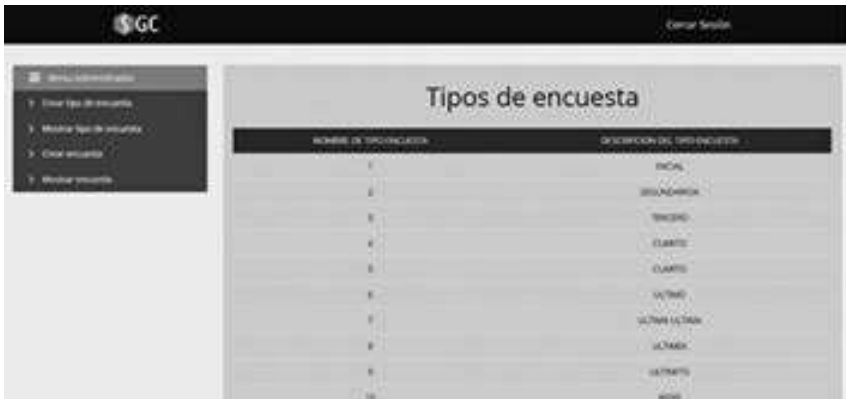 SGC
Cerrar Sesión
Menu Administrador
Crear tipo de encuesta
Mostrar tipo de encuesta
Crear encuesta
Mostrar encuesta
Tipos de encuesta
NOMBRE DE TIPO ENCUESTA DESCRIPCION DEL TIPO ENCUESTA
1 INICIAL
2
3 TERCERO
4 CUARTO
5 CUARTO
6 ULTIMO
7 ULTIMA ULTIMA
8
9
10